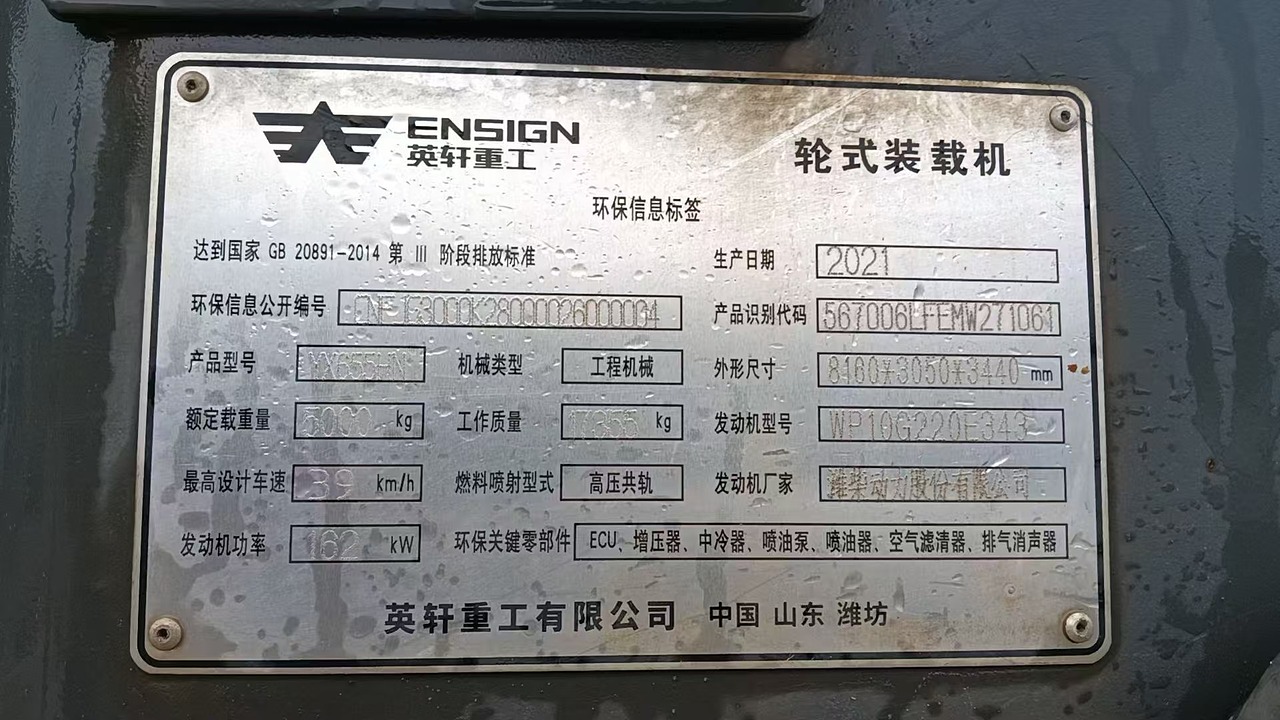 ENSIGN
英轩重工
轮式装载机
环保信息标签
达到国家 GB 20891-2014 第 III 阶段排放标准
生产日期 2021
环保信息公开编号
产品识别代码 567006LFEMW271061
产品型号
机械类型 工程机械
外形尺寸 8160×3050×3440 mm
额定载重量 5000 kg
工作质量 kg
发动机型号 WP10G220E343
最高设计车速 39 km/h
燃料喷射型式 高压共轨
发动机厂家 潍柴动力股份有限公司
发动机功率 162 kW
环保关键零部件 ECU、增压器、中冷器、喷油泵、喷油器、空气滤清器、排气消声器
英轩重工有限公司 中国 山东 潍坊